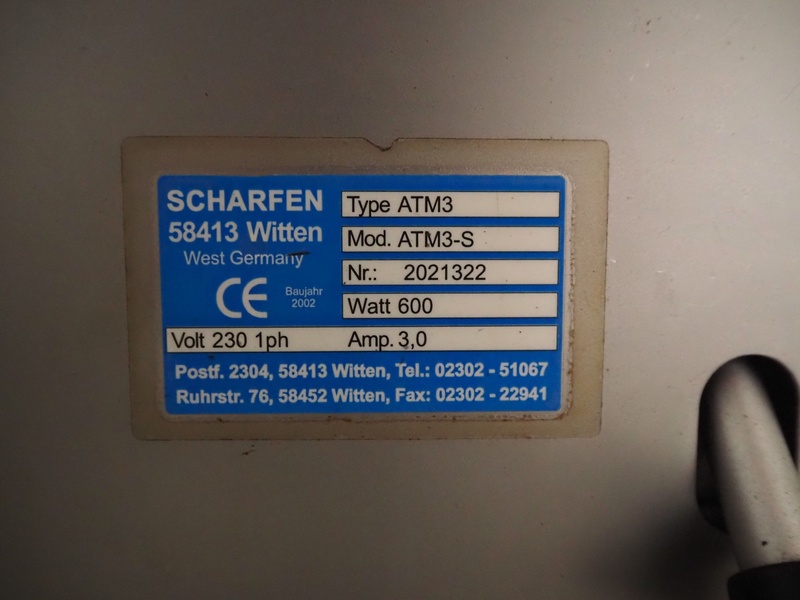 SCHARFEN
58413 Witten
West Germany
CE
Baujahr
2002
Type ATM3
Mod. ATM3-S
Nr.: 2021322
Watt 600
Volt 230 1ph Amp. 3,0
Postf. 2304, 58413 Witten, Tel.: 02302 - 51067
Ruhrstr. 76, 58452 Witten, Fax: 02302 - 22941